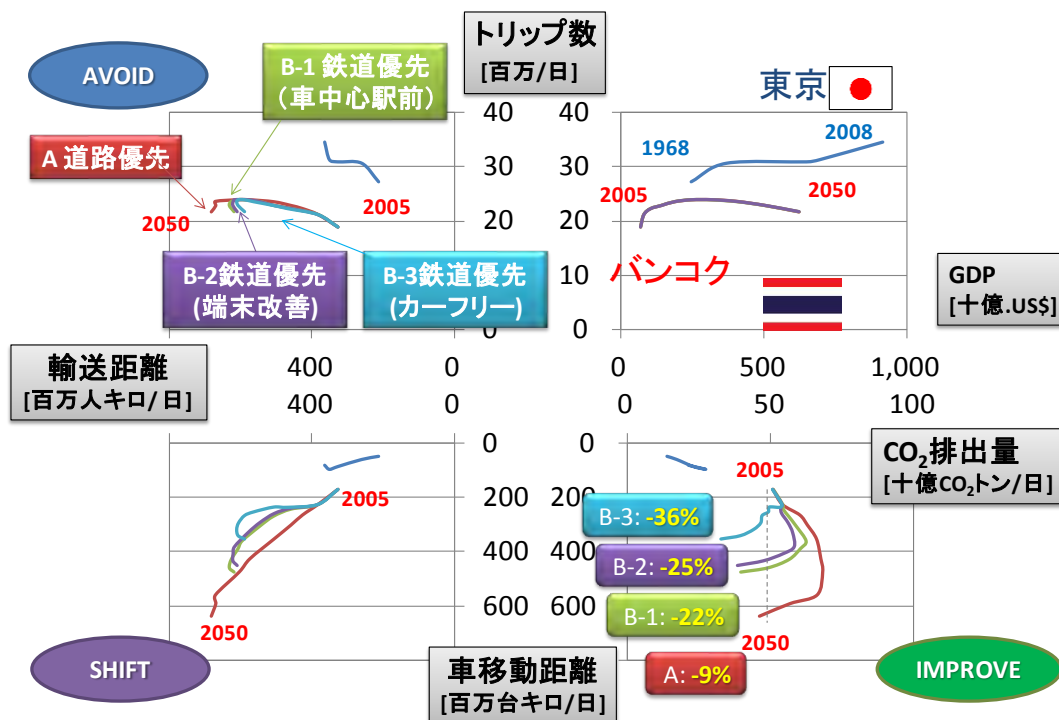 トリップ数
[百万/日]
AVOID
B-1 鉄道優先
（車中心駅前）
東京
40
40
2008
A 道路優先
1968
30
30
2005
2050
2050
2005
20
20
B-2鉄道優先
(端末改善)
B-3鉄道優先
(カーフリー)
バンコク
10
GDP
[十億.US$]
0
0
輸送距離
[百万人キロ/日]
400
0
0
500
1,000
400
0
0
50
100
0
0
2005
CO₂排出量
[十億CO₂トン/日]
2005
200
200
B-3: -36%
400
400
B-2: -25%
600
600
B-1: -22%
2050
2050
SHIFT
車移動距離
[百万台キロ/日]
A: -9%
IMPROVE